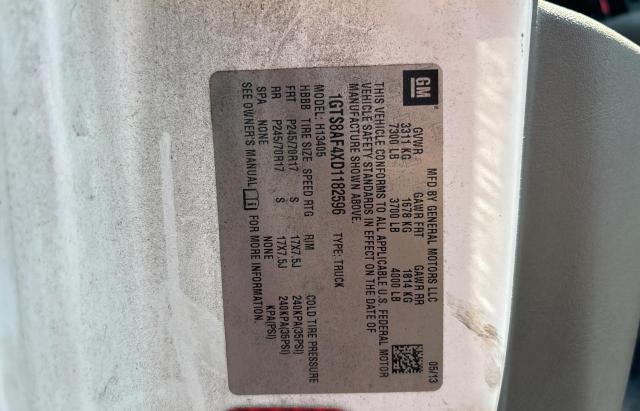 GM
MFD BY GENERAL MOTORS LLC 05/13
GVWR GAWR FRT GAWR RR
3311 KG 1678 KG 1814 KG
7300 LB 3700 LB 4000 LB
THIS VEHICLE CONFORMS TO ALL APPLICABLE U.S. FEDERAL MOTOR
VEHICLE SAFETY STANDARDS IN EFFECT ON THE DATE OF
MANUFACTURE SHOWN ABOVE.
1GTS8AF4XD1182596 TYPE: TRUCK
MODEL: H13405
HBBB TIRE SIZE SPEED RTG RIM COLD TIRE PRESSURE
FRT P245/70R17 S 17X7.5J 240KPA(35PSI)
RR P245/70R17 S 17X7.5J 240KPA(35PSI)
SPA NONE NONE KPA(PSI)
SEE OWNER'S MANUAL FOR MORE INFORMATION.